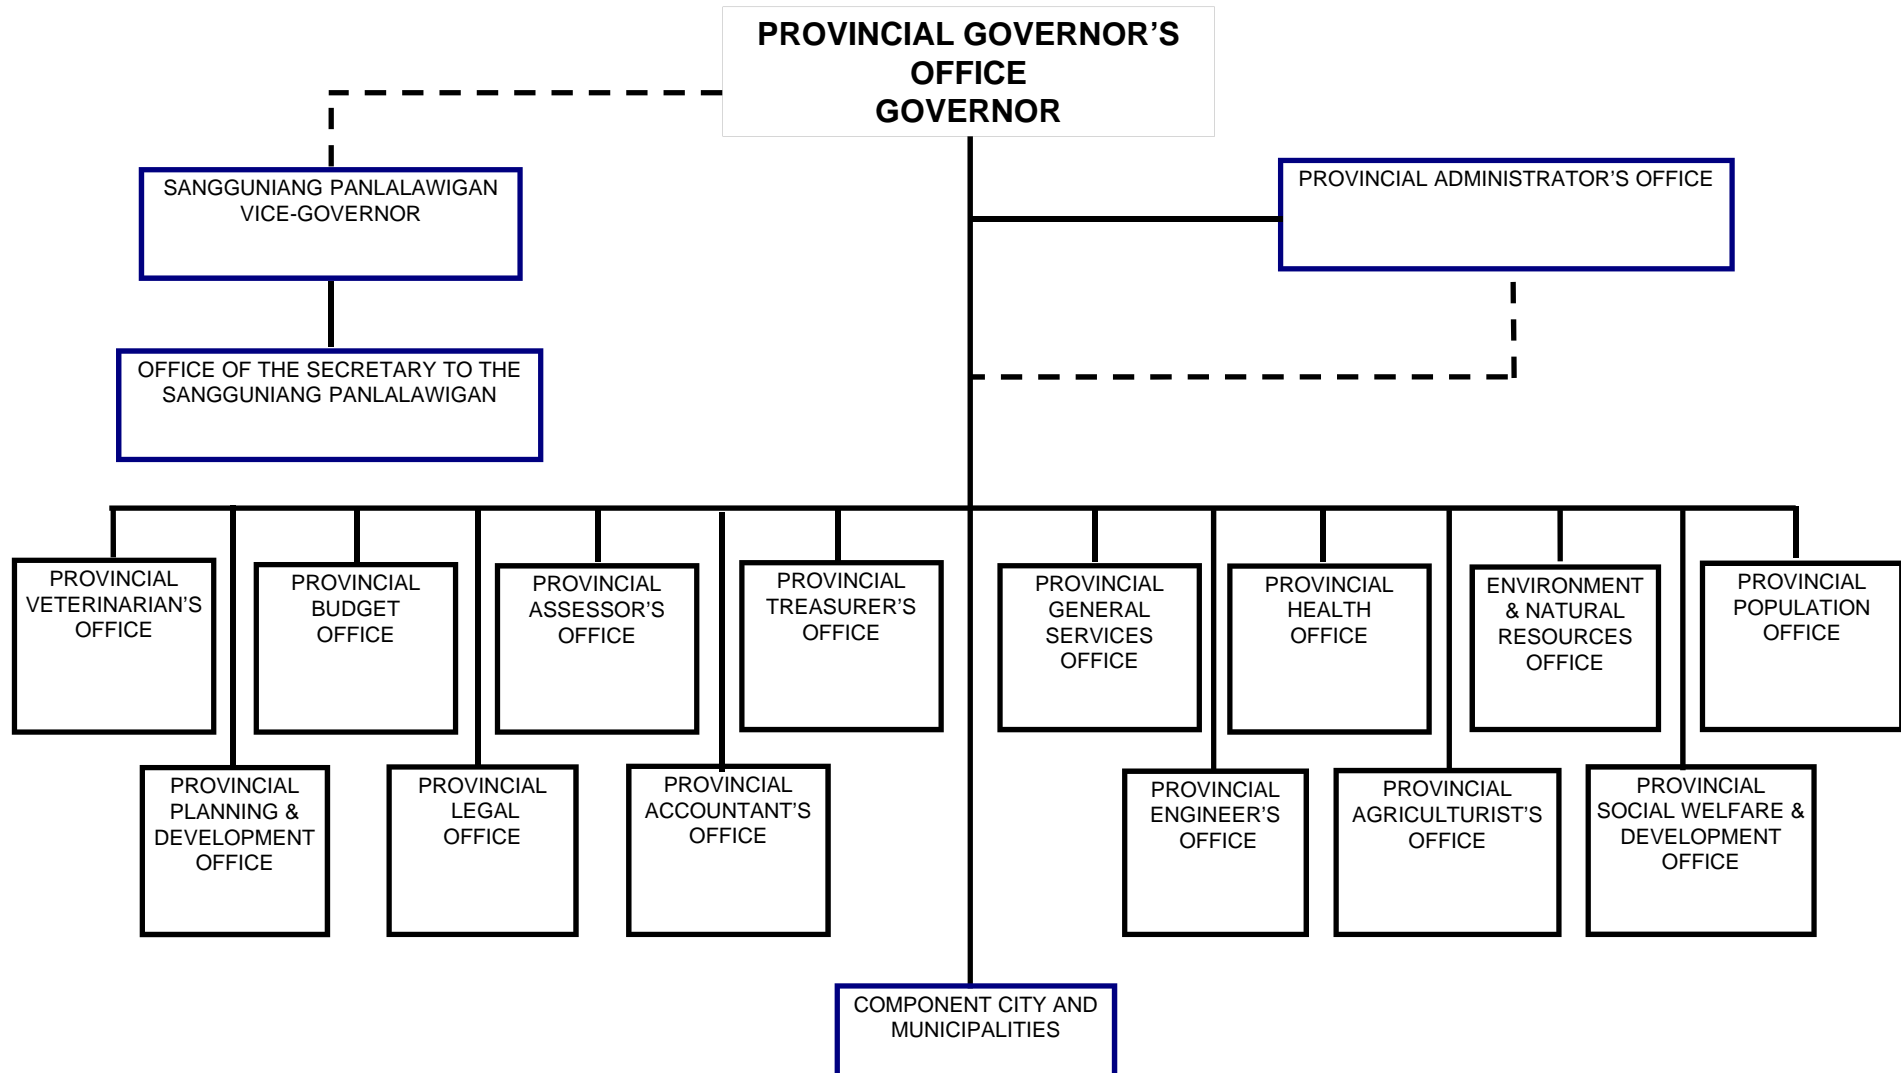 PROVINCIAL GOVERNOR’S
OFFICE
GOVERNOR
SANGGUNIANG PANLALAWIGAN
VICE-GOVERNOR
PROVINCIAL ADMINISTRATOR’S OFFICE
OFFICE OF THE SECRETARY TO THE
SANGGUNIANG PANLALAWIGAN
PROVINCIAL
VETERINARIAN’S
OFFICE
PROVINCIAL
BUDGET
OFFICE
PROVINCIAL
ASSESSOR’S
OFFICE
PROVINCIAL
TREASURER’S
OFFICE
PROVINCIAL
GENERAL
SERVICES
OFFICE
PROVINCIAL
HEALTH
OFFICE
ENVIRONMENT
& NATURAL
RESOURCES
OFFICE
PROVINCIAL
POPULATION
OFFICE
PROVINCIAL
PLANNING &
DEVELOPMENT
OFFICE
PROVINCIAL
LEGAL
OFFICE
PROVINCIAL
ACCOUNTANT’S
OFFICE
PROVINCIAL
ENGINEER’S
OFFICE
PROVINCIAL
AGRICULTURIST’S
OFFICE
PROVINCIAL
SOCIAL WELFARE &
DEVELOPMENT
OFFICE
COMPONENT CITY AND
MUNICIPALITIES